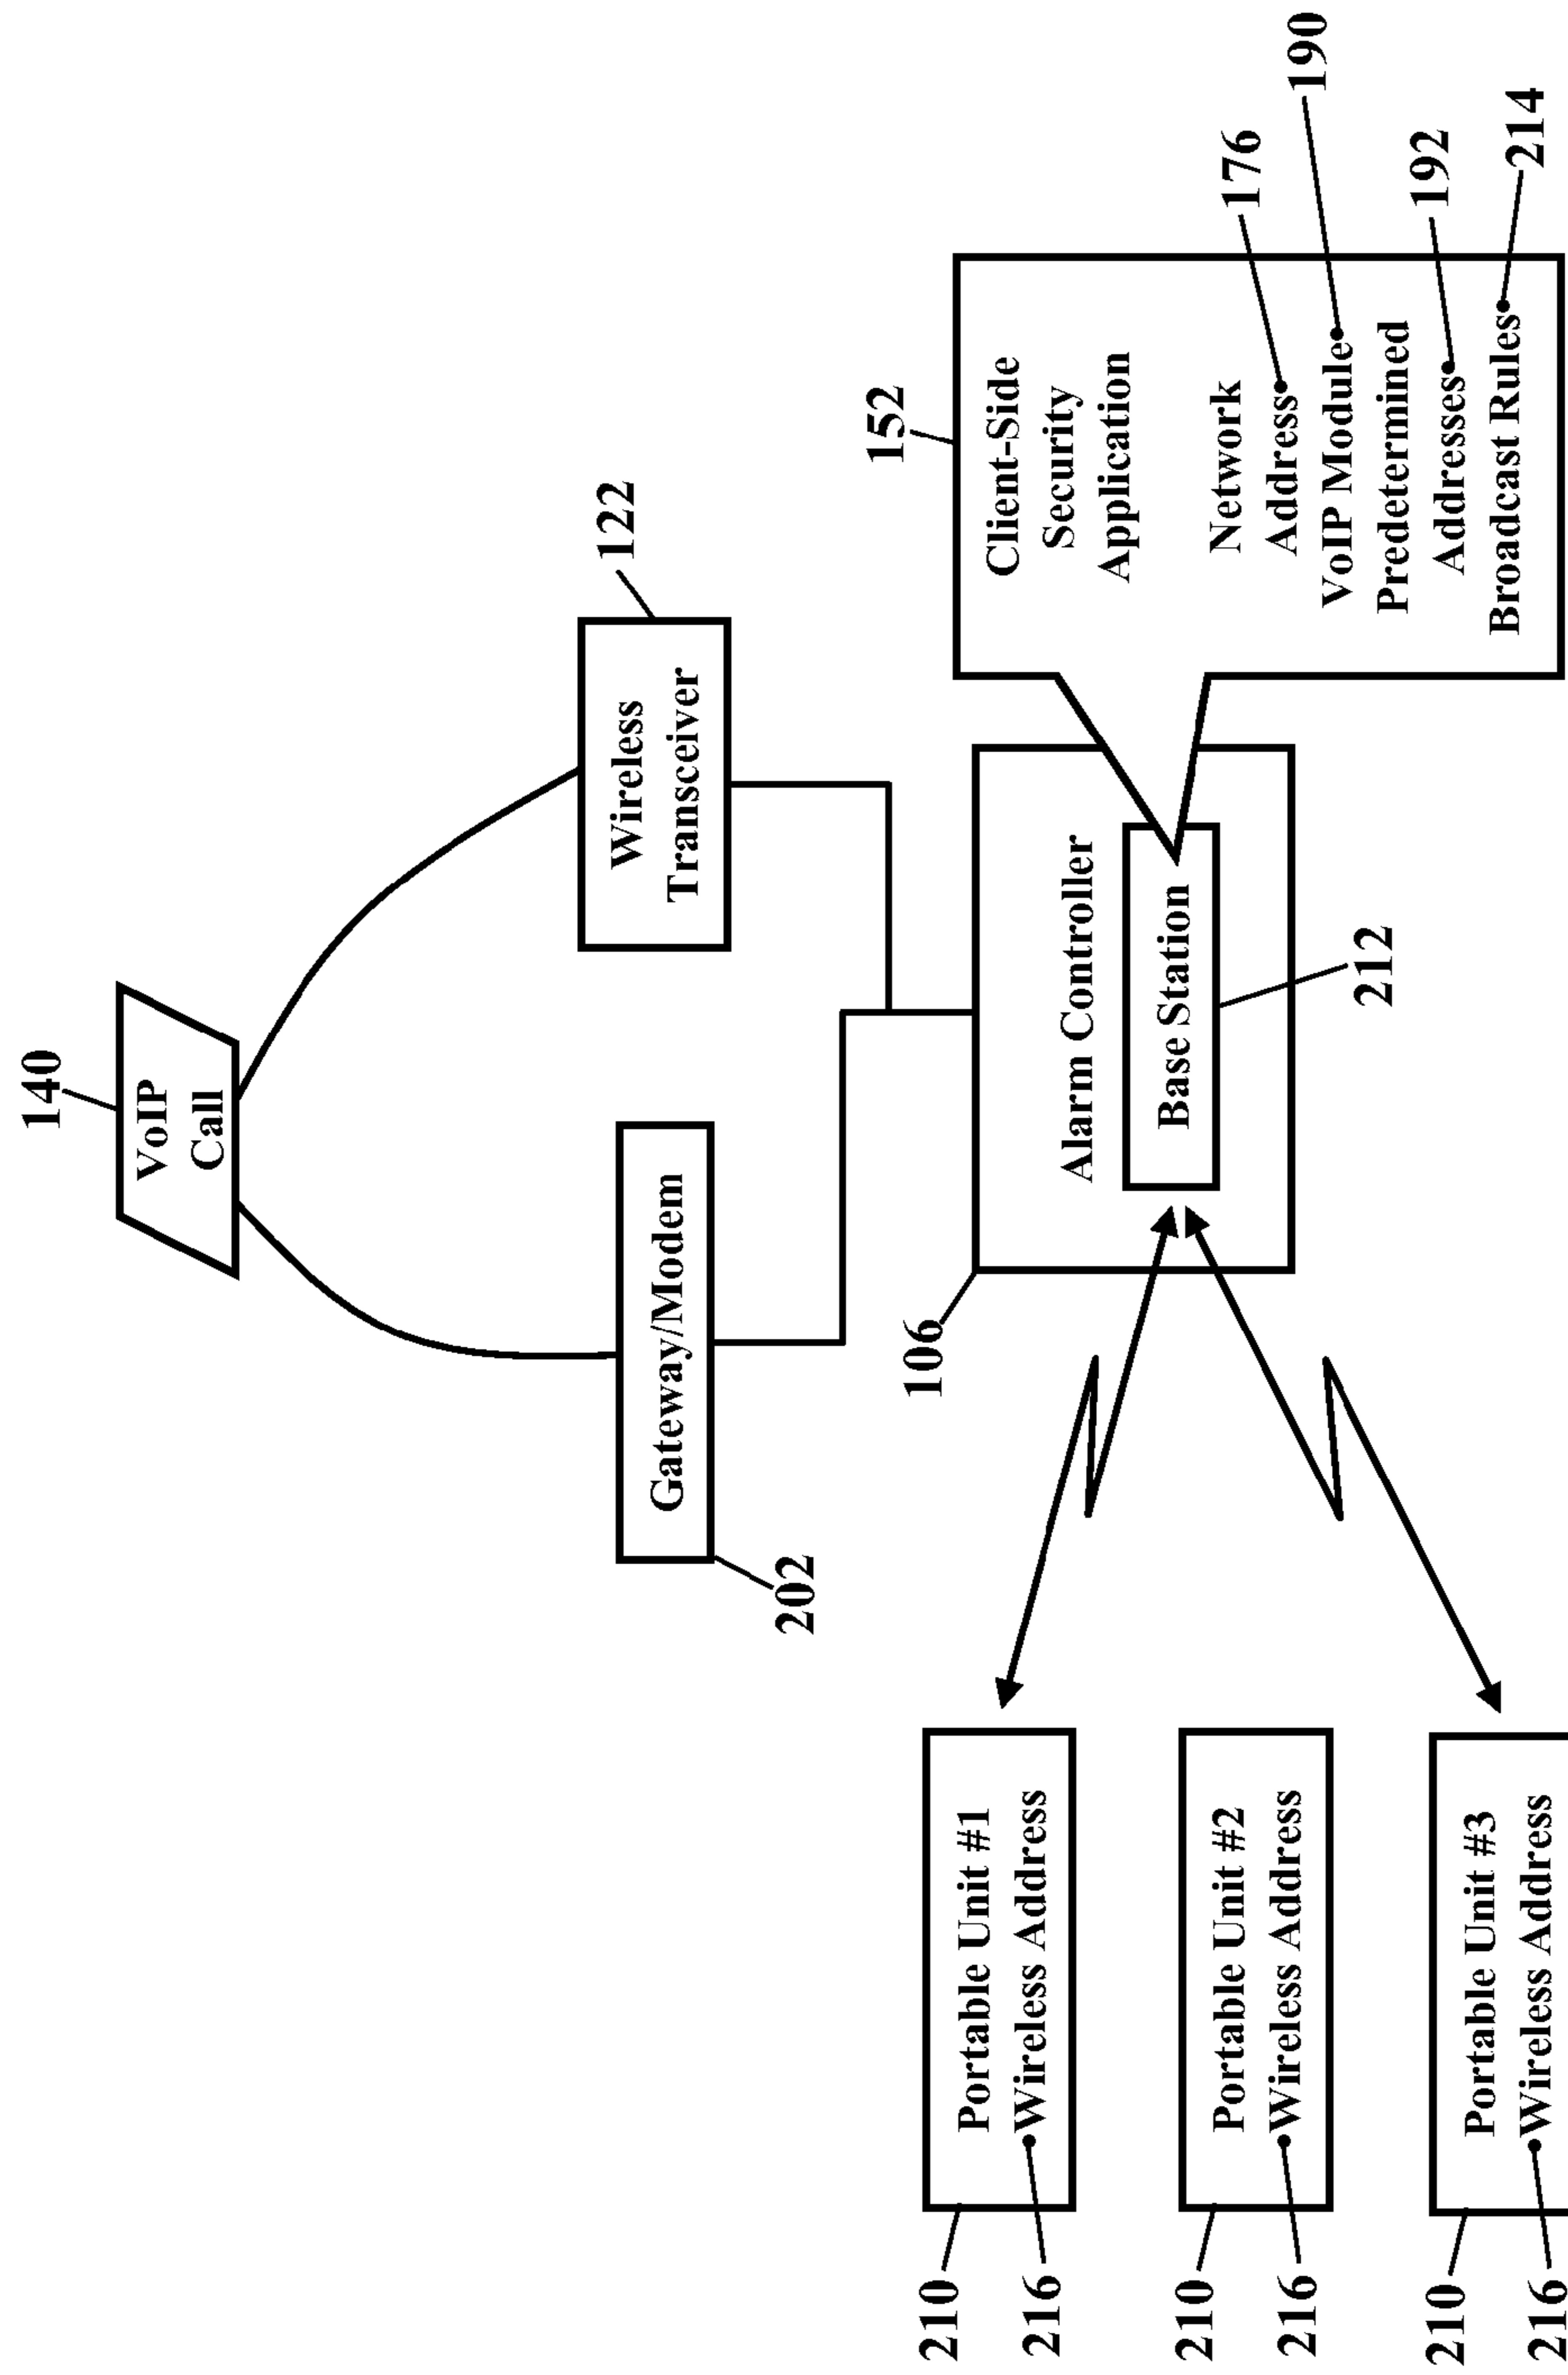 140
VoIP
Call
122
Wireless
Transceiver
Gateway/Modem
202
152
Client-Side
Security
Application
Network
Address
176
VoIP Module
190
Predetermined
Addresses
192
Broadcast Rules
214
106
Alarm Controller
Base Station
212
Portable Unit #1
Wireless Address
210
216
Portable Unit #2
Wireless Address
210
216
Portable Unit #3
Wireless Address
210
216